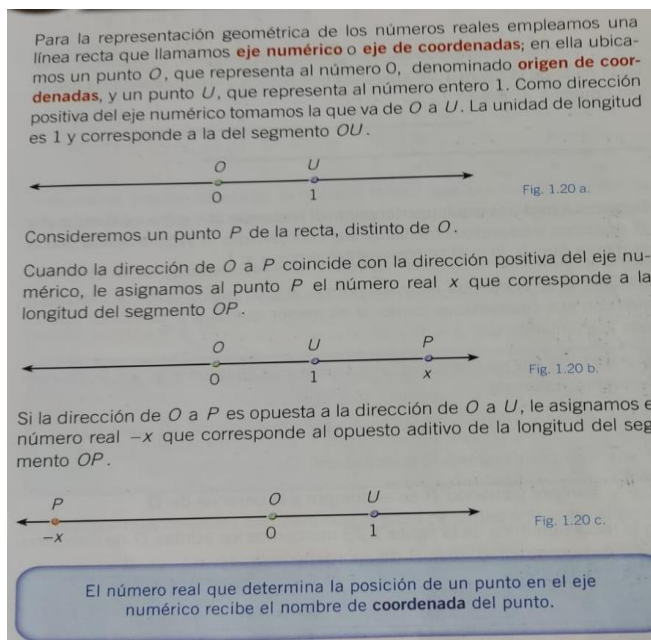 Para la representación geométrica de los números reales empleamos una
línea recta que llamamos eje numérico o eje de coordenadas; en ella ubica-
mos un punto O, que representa al número 0, denominado origen de coor-
denadas, y un punto U, que representa al número entero 1. Como dirección
positiva del eje numérico tomamos la que va de O a U. La unidad de longitud
es 1 y corresponde a la del segmento OU.
O U
0 1
Fig. 1.20 a.
Consideremos un punto P de la recta, distinto de O.
Cuando la dirección de O a P coincide con la dirección positiva del eje nu-
mérico, le asignamos al punto P el número real x que corresponde a la
longitud del segmento OP.
O U P
0 1 x
Fig. 1.20 b.
Si la dirección de O a P es opuesta a la dirección de O a U, le asignamos e
número real –x que corresponde al opuesto aditivo de la longitud del seg
mento OP.
P O U
–x 0 1
Fig. 1.20 c.
El número real que determina la posición de un punto en el eje
numérico recibe el nombre de coordenada del punto.